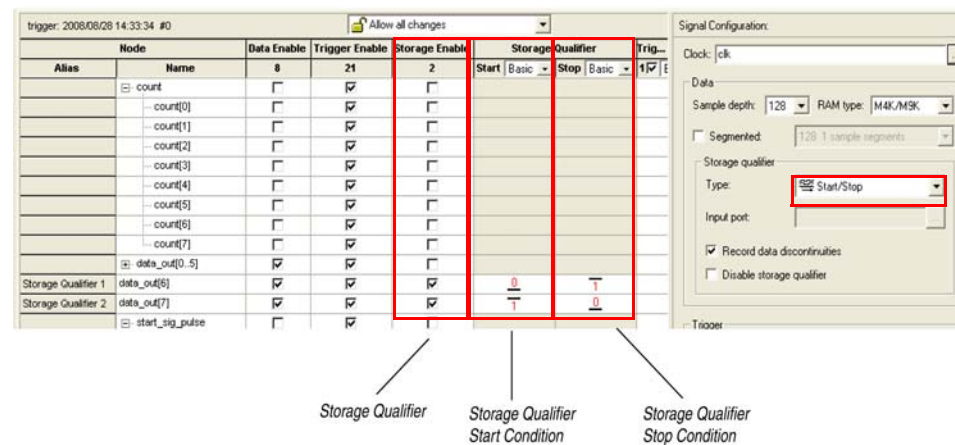 trigger: 2008/08/28 14:33:34 #0
Allow all changes
Node
Data Enable
Trigger Enable
Storage Enable
Storage Qualifier
Trig...
Alias
Name
8
21
2
Start
Basic
Stop
Basic
1
count
count[0]
count[1]
count[2]
count[3]
count[4]
count[5]
count[6]
count[7]
data_out[0..5]
Storage Qualifier 1
data_out[6]
0
1
Storage Qualifier 2
data_out[7]
1
0
start_sig_pulse
Signal Configuration:
Clock: clk
Data
Sample depth: 128
RAM type: M4K/M9K
Segmented: 128 1 sample segments
Storage qualifier
Type: Start/Stop
Input port:
Record data discontinuities
Disable storage qualifier
Trigger
Storage Qualifier
Storage Qualifier
Start Condition
Storage Qualifier
Stop Condition